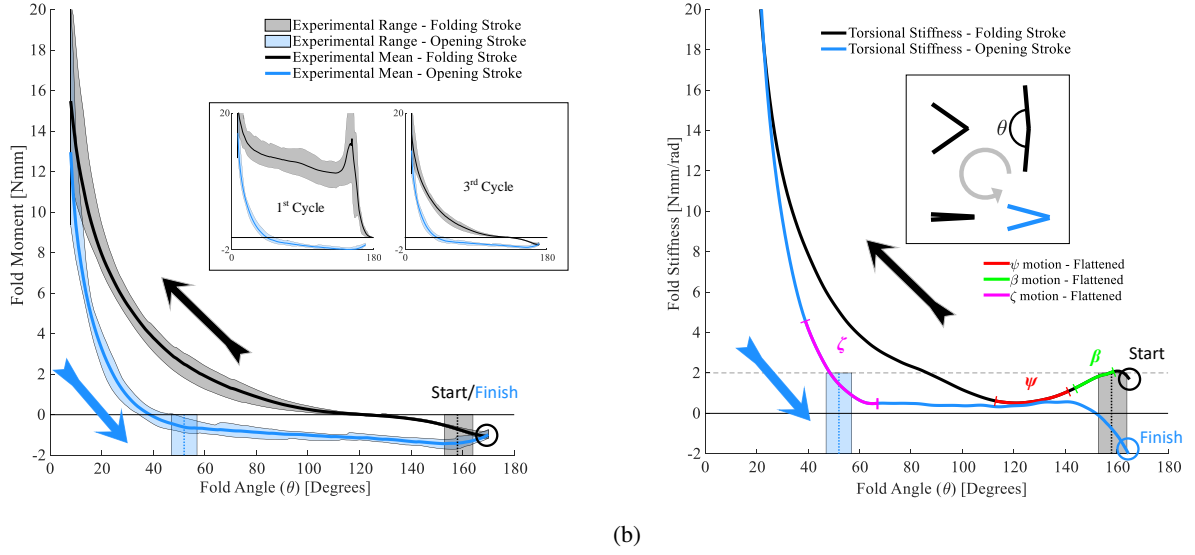 Experimental Range - Folding Stroke
Experimental Range - Opening Stroke
Experimental Mean - Folding Stroke
Experimental Mean - Opening Stroke
20
18
16
14
12
10
8
6
4
2
0
-2
0
20
40
60
80
100
120
140
160
180
Fold Moment [Nmm]
Fold Angle (θ) [Degrees]
20
-2
0
180
1st Cycle
20
-2
0
180
3rd Cycle
Start/Finish
Torsional Stiffness - Folding Stroke
Torsional Stiffness - Opening Stroke
20
18
16
14
12
10
8
6
4
2
0
-2
0
20
40
60
80
100
120
140
160
180
Fold Stiffness [Nmm/rad]
Fold Angle (θ) [Degrees]
θ
ψ motion - Flattened
β motion - Flattened
ζ motion - Flattened
ζ
ψ
β
Start
Finish
(b)